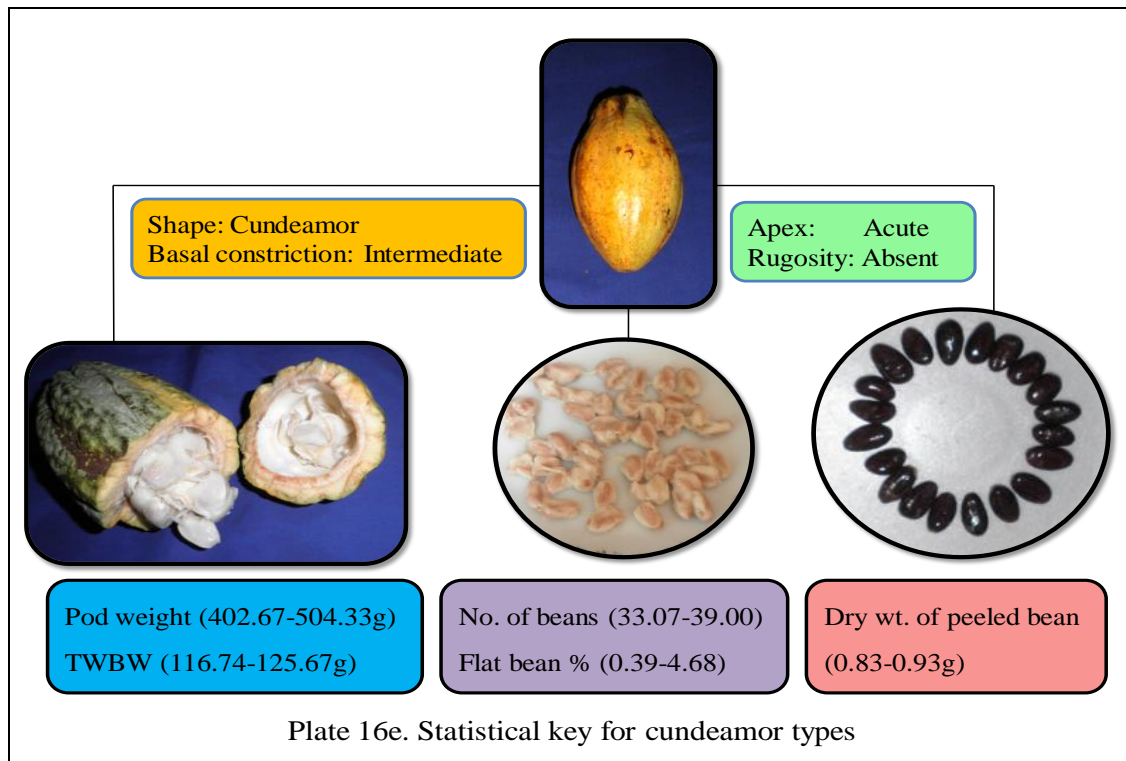 Shape: Cundeamor
Basal constriction: Intermediate
Apex: Acute
Rugosity: Absent
Pod weight (402.67-504.33g)
TWBW (116.74-125.67g)
No. of beans (33.07-39.00)
Flat bean % (0.39-4.68)
Dry wt. of peeled bean
(0.83-0.93g)
Plate 16e. Statistical key for cundeamor types